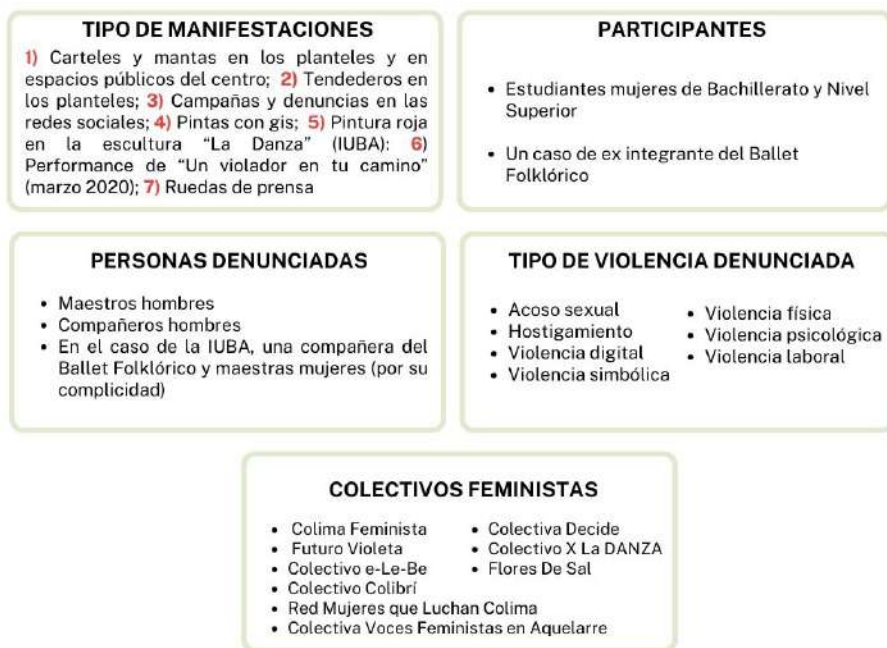 TIPO DE MANIFESTACIONES
1) Carteles y mantas en los planteles y en
espacios públicos del centro; 2) Tendederos en
los planteles; 3) Campañas y denuncias en las
redes sociales; 4) Pintas con gis; 5) Pintura roja
en la escultura “La Danza” (IUBA): 6)
Performance de “Un violador en tu camino”
(marzo 2020); 7) Ruedas de prensa
PARTICIPANTES
• Estudiantes mujeres de Bachillerato y Nivel
Superior
• Un caso de ex integrante del Ballet
Folklórico
PERSONAS DENUNCIADAS
• Maestros hombres
• Compañeros hombres
• En el caso de la IUBA, una compañera del
Ballet Folklórico y maestras mujeres (por su
complicidad)
TIPO DE VIOLENCIA DENUNCIADA
• Acoso sexual
• Hostigamiento
• Violencia digital
• Violencia simbólica
• Violencia física
• Violencia psicológica
• Violencia laboral
COLECTIVOS FEMINISTAS
• Colima Feminista
• Futuro Violeta
• Colectivo e-Le-Be
• Colectivo Colibrí
• Red Mujeres que Luchan Colima
• Colectiva Voces Feministas en Aquelarre
• Colectiva Decide
• Colectivo X La DANZA
• Flores De Sal